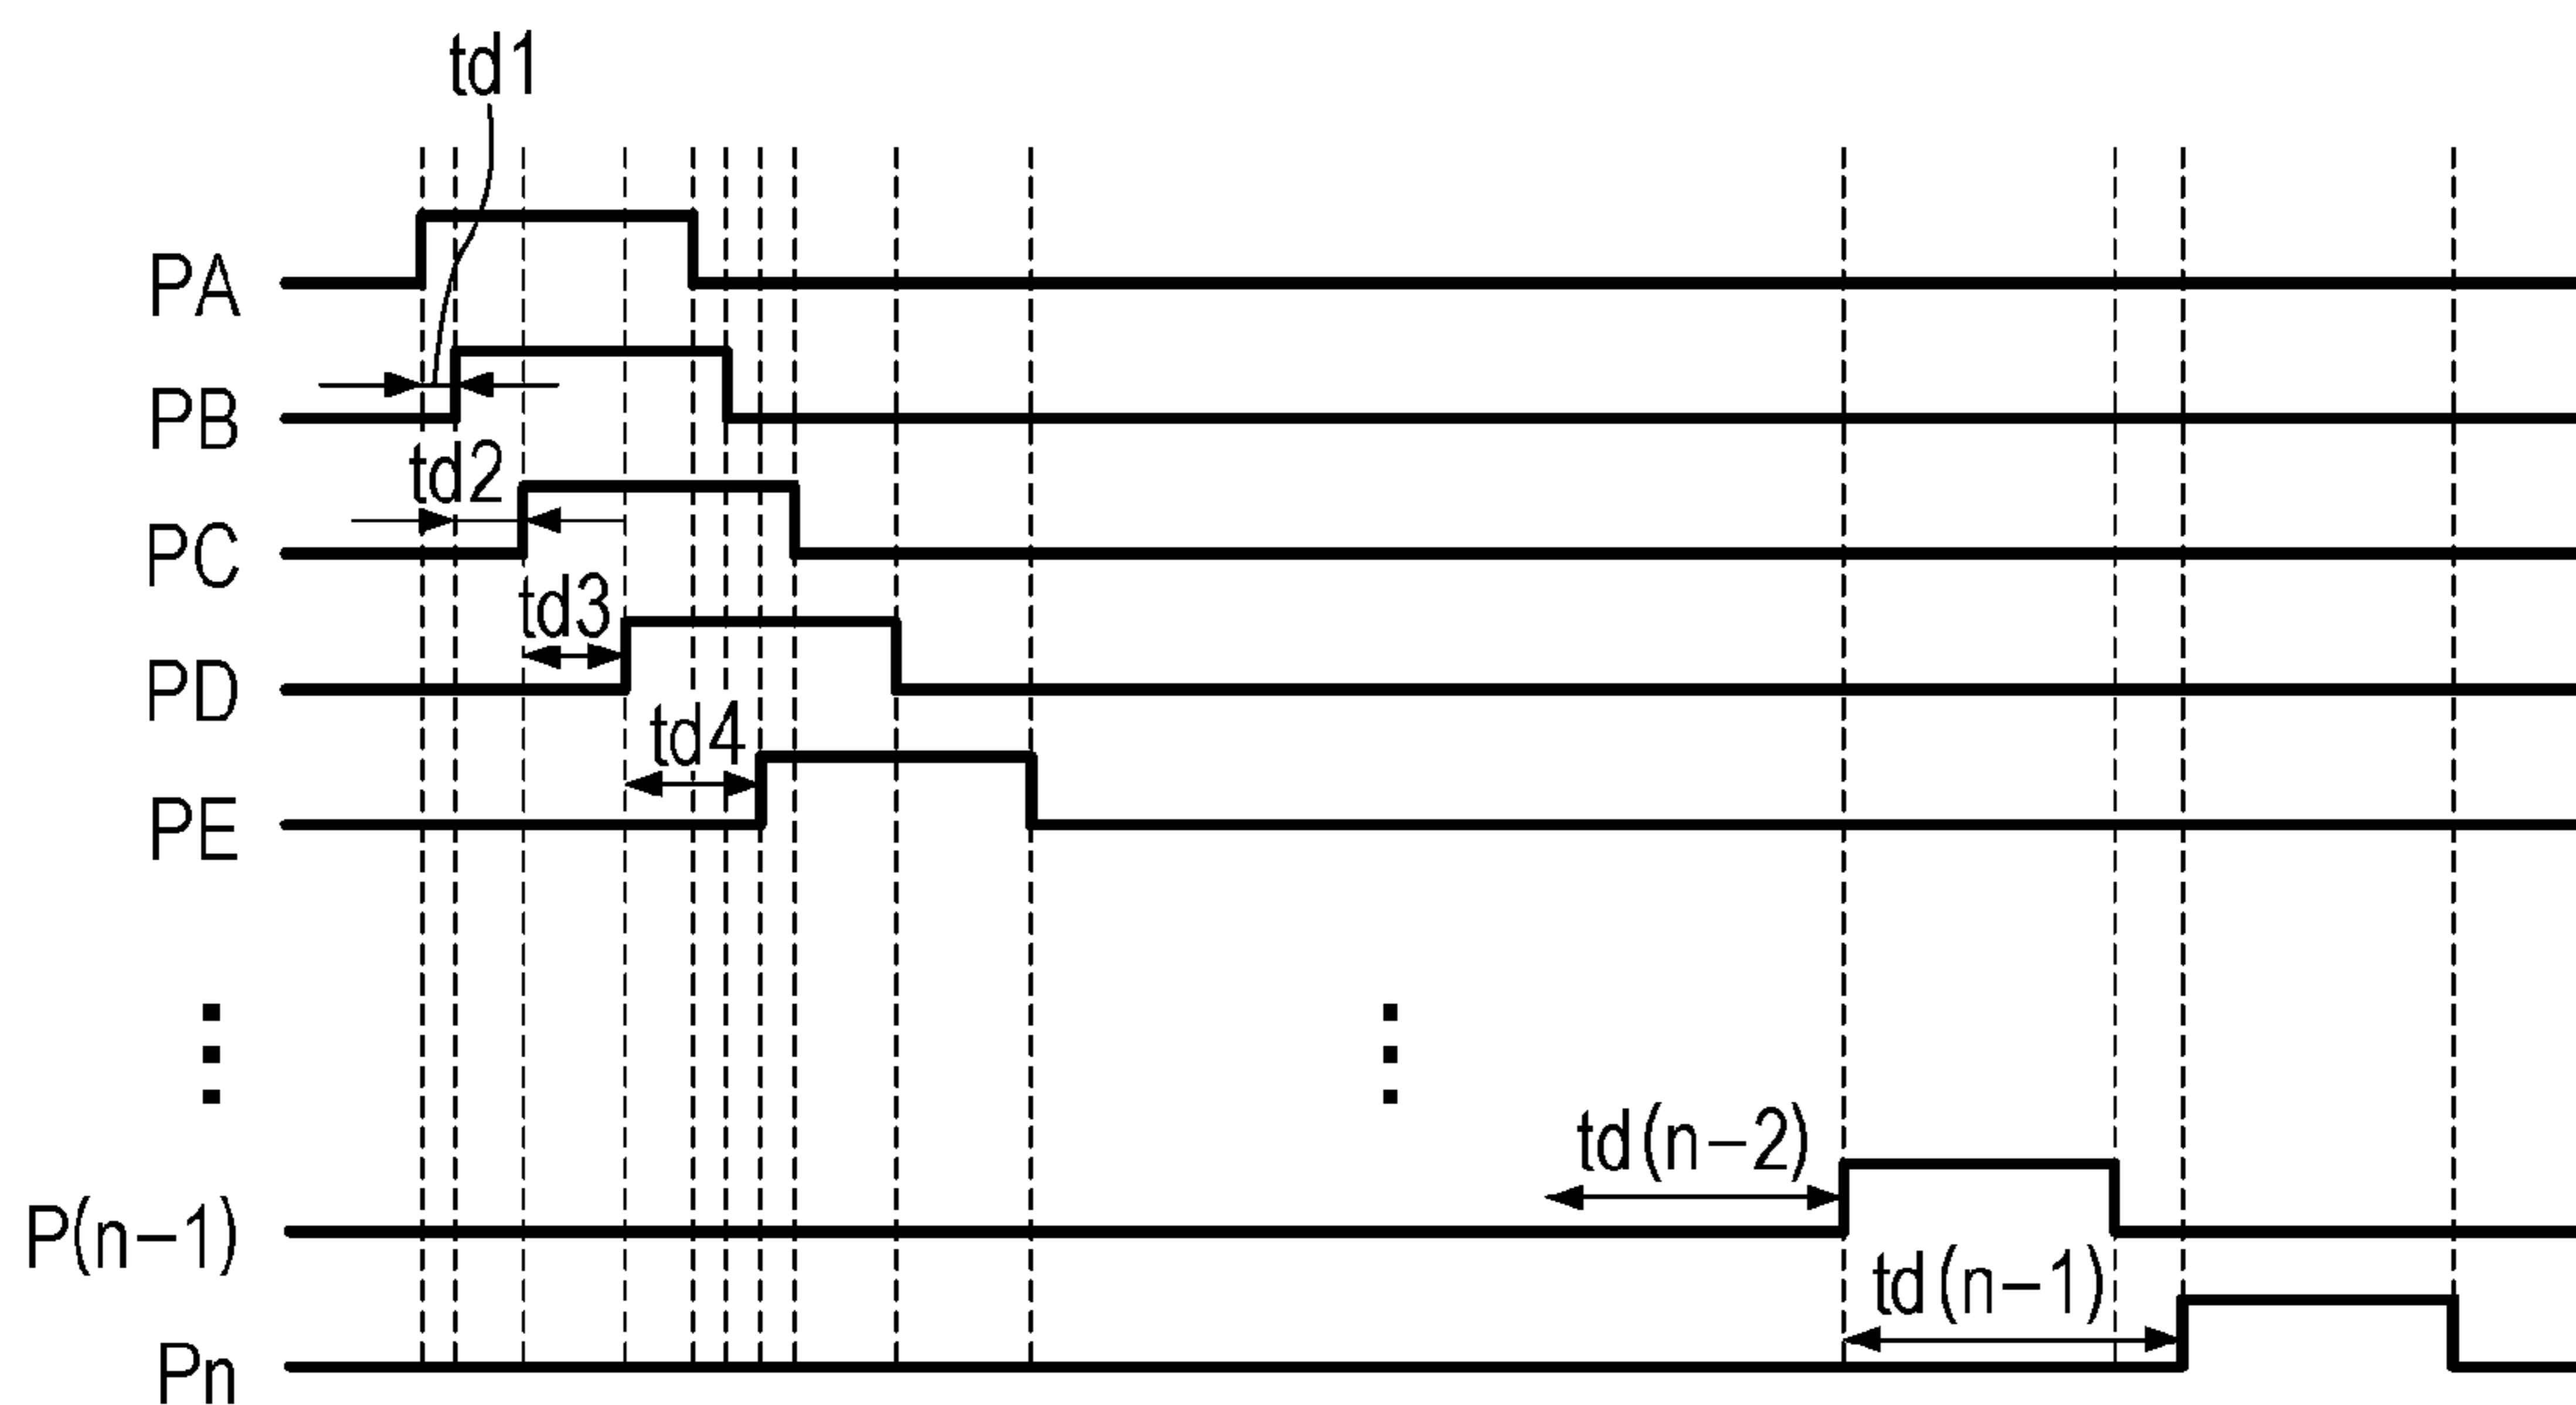 td1
PA
PB
td2
PC
td3
PD
td4
PE
td(n-2)
P(n-1)
td(n-1)
Pn